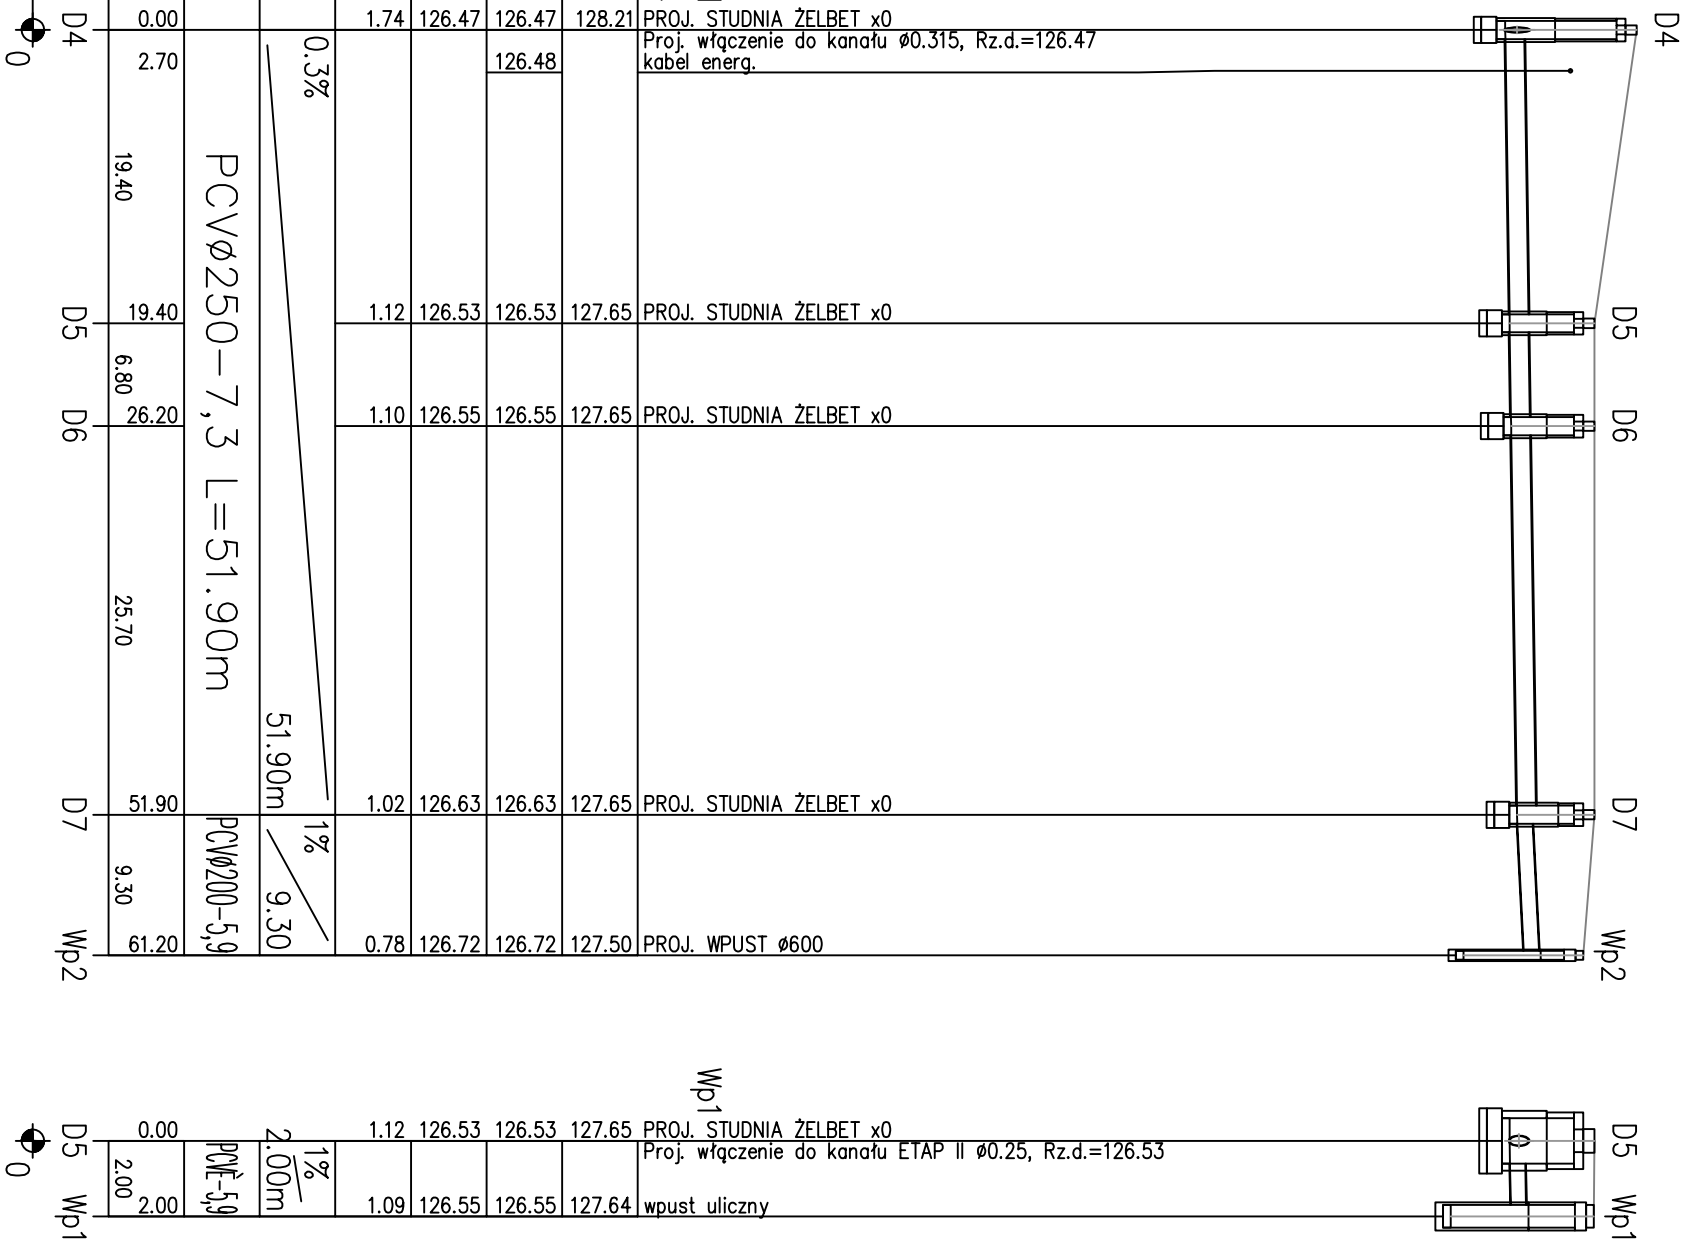 D4 0.00 1.74 126.47 126.47 128.21 PROJ. STUDNIA ŻELBET x0 D4
Proj. włączenie do kanału ø0.315, Rz.d.=126.47
0 2.70 0.3% 126.48 kabel energ.
19.40
PCVø250-7,3 L=51.90m
D5 19.40 1.12 126.53 126.53 127.65 PROJ. STUDNIA ŻELBET x0 D5
6.80
D6 26.20 1.10 126.55 126.55 127.65 PROJ. STUDNIA ŻELBET x0 D6
25.70
51.90m
D7 51.90 1.02 126.63 126.63 127.65 PROJ. STUDNIA ŻELBET x0 D7
1%
PCVø200-5,9
9.30 9.30
Wp2 61.20 0.78 126.72 126.72 127.50 PROJ. WPUST ø600 Wp2
Wp1
D5 0.00 1.12 126.53 126.53 127.65 PROJ. STUDNIA ŻELBET x0 D5
Proj. włączenie do kanału ETAP II ø0.25, Rz.d.=126.53
0 2.00 2.00m 1%
Wp1 2.00 1.09 126.55 126.55 127.64 wpust uliczny Wp1